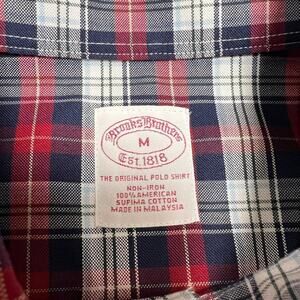 Brooks Brothers
M
Est. 1818
THE ORIGINAL POLO SHIRT
NON-IRON
100% AMERICAN
SUPIMA COTTON
MADE IN MALAYSIA